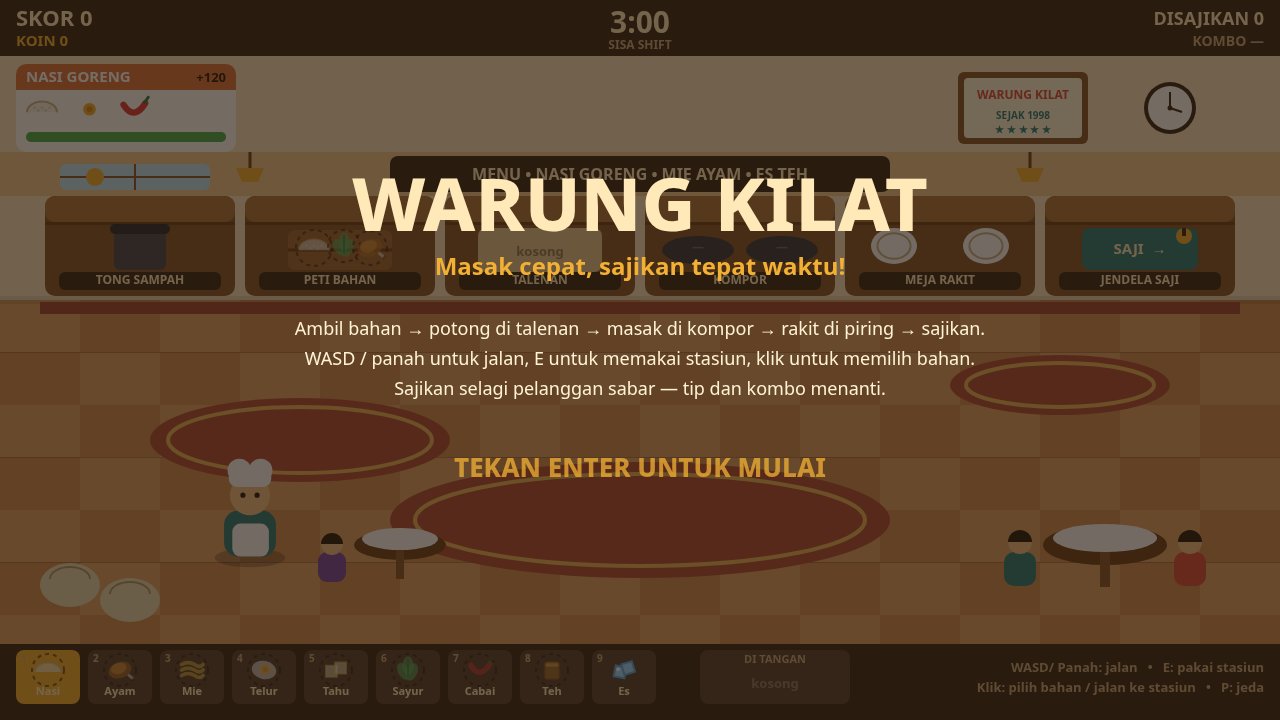 SKOR 0
KOIN 0
3:00
SISA SHIFT
DISAJIKAN 0
KOMBO —
NASI GORENG +120
WARUNG KILAT
SEJAK 1998
★★★★★
MENU • NASI GORENG • MIE AYAM • ES TEH
WARUNG KILAT
Masak cepat, sajikan tepat waktu!
kosong
SAJI →
TONG SAMPAH
PETI BAHAN
TALENAN
KOMPOR
MEJA RAKIT
JENDELA SAJI
Ambil bahan → potong di talenan → masak di kompor → rakit di piring → sajikan.
WASD / panah untuk jalan, E untuk memakai stasiun, klik untuk memilih bahan.
Sajikan selagi pelanggan sabar — tip dan kombo menanti.
TEKAN ENTER UNTUK MULAI
Nasi
2 Ayam
3 Mie
4 Telur
5 Tahu
6 Sayur
7 Cabai
8 Teh
9 Es
DI TANGAN
kosong
WASD/ Panah: jalan • E: pakai stasiun
Klik: pilih bahan / jalan ke stasiun • P: jeda